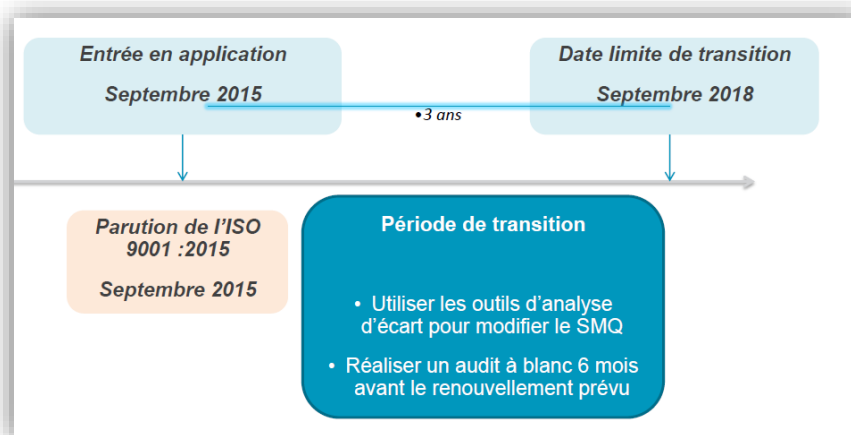 Entrée en application
Septembre 2015
Date limite de transition
Septembre 2018
•3 ans
Parution de l’ISO
9001 :2015
Septembre 2015
Période de transition
• Utiliser les outils d’analyse
d’écart pour modifier le SMQ
• Réaliser un audit à blanc 6 mois
avant le renouvellement prévu